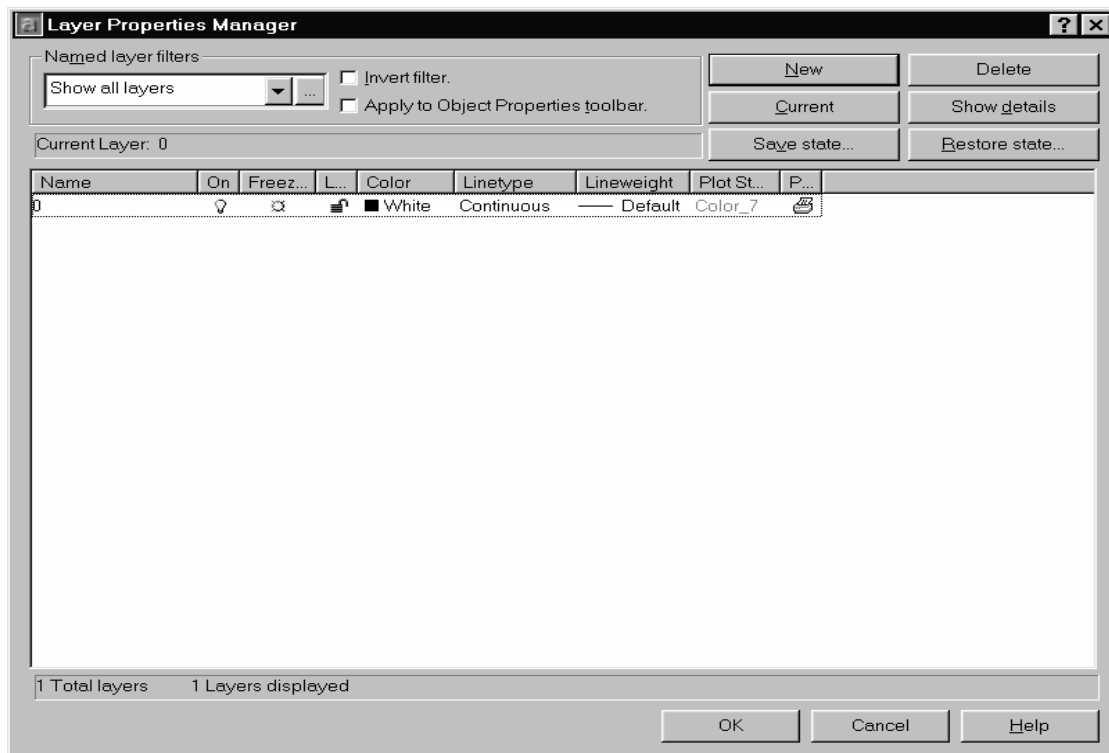 Layer Properties Manager
Named layer filters
Show all layers
...
Invert filter.
Apply to Object Properties toolbar.
New
Delete
Current
Show details
Save state...
Restore state...
Current Layer: 0
Name On Freez... L... Color Linetype Lineweight Plot St... P...
0 White Continuous Default Color_7
1 Total layers 1 Layers displayed
OK Cancel Help